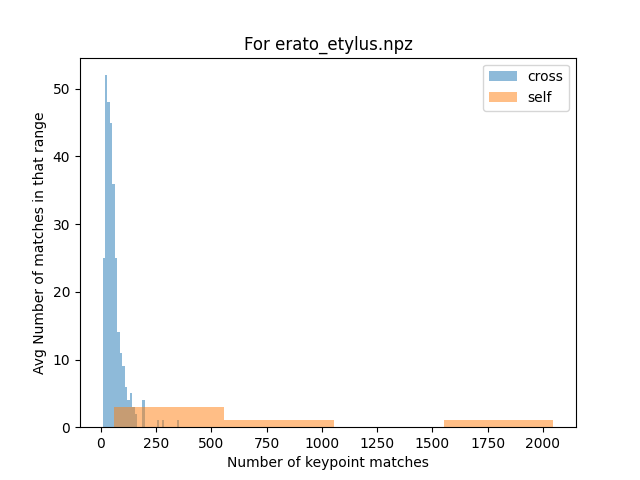 For erato_etylus.npz
cross
self
Avg Number of matches in that range
50
40
30
20
10
0
0 250 500 750 1000 1250 1500 1750 2000
Number of keypoint matches